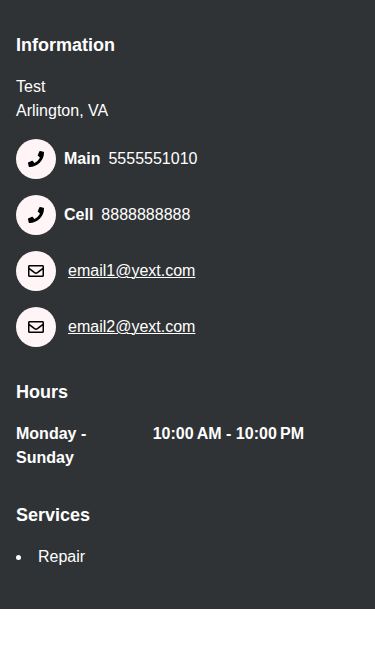 Information
Test
Arlington, VA
Main 5555551010
Cell 8888888888
email1@yext.com
email2@yext.com
Hours
Monday - 10:00 AM - 10:00 PM
Sunday
Services
• Repair